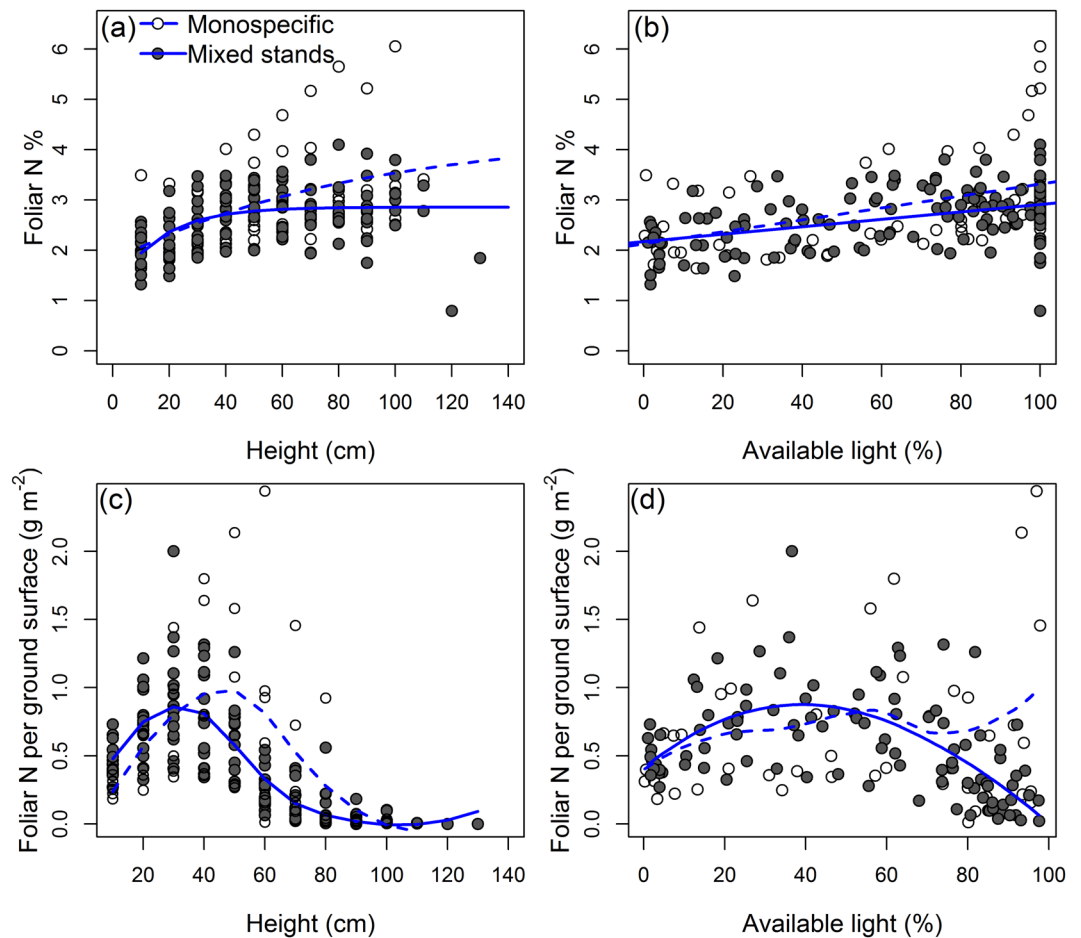 (a) Monospecific
Mixed stands
Foliar N %
0 1 2 3 4 5 6
0 20 40 60 80 100 120 140
Height (cm)
(b)
Foliar N %
0 1 2 3 4 5 6
0 20 40 60 80 100
Available light (%)
(c)
Foliar N per ground surface (g m⁻²)
0.0 0.5 1.0 1.5 2.0
20 40 60 80 100 120 140
Height (cm)
(d)
Foliar N per ground surface (g m⁻²)
0.0 0.5 1.0 1.5 2.0
0 20 40 60 80 100
Available light (%)